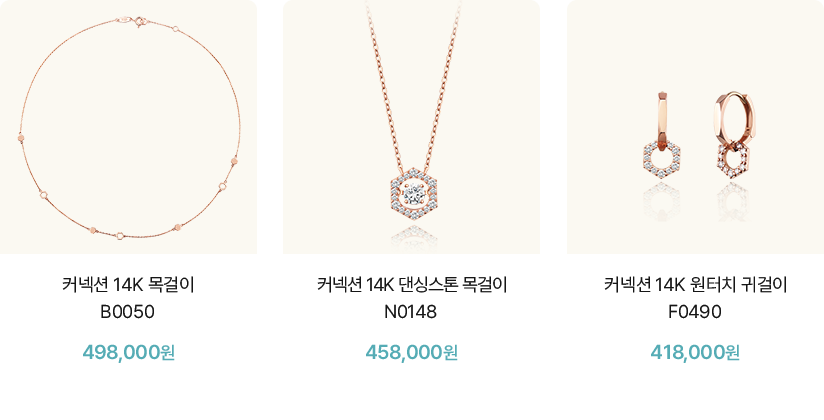 커넥션 14K 목걸이
B0050
498,000원
커넥션 14K 댄싱스톤 목걸이
N0148
458,000원
커넥션 14K 원터치 귀걸이
F0490
418,000원